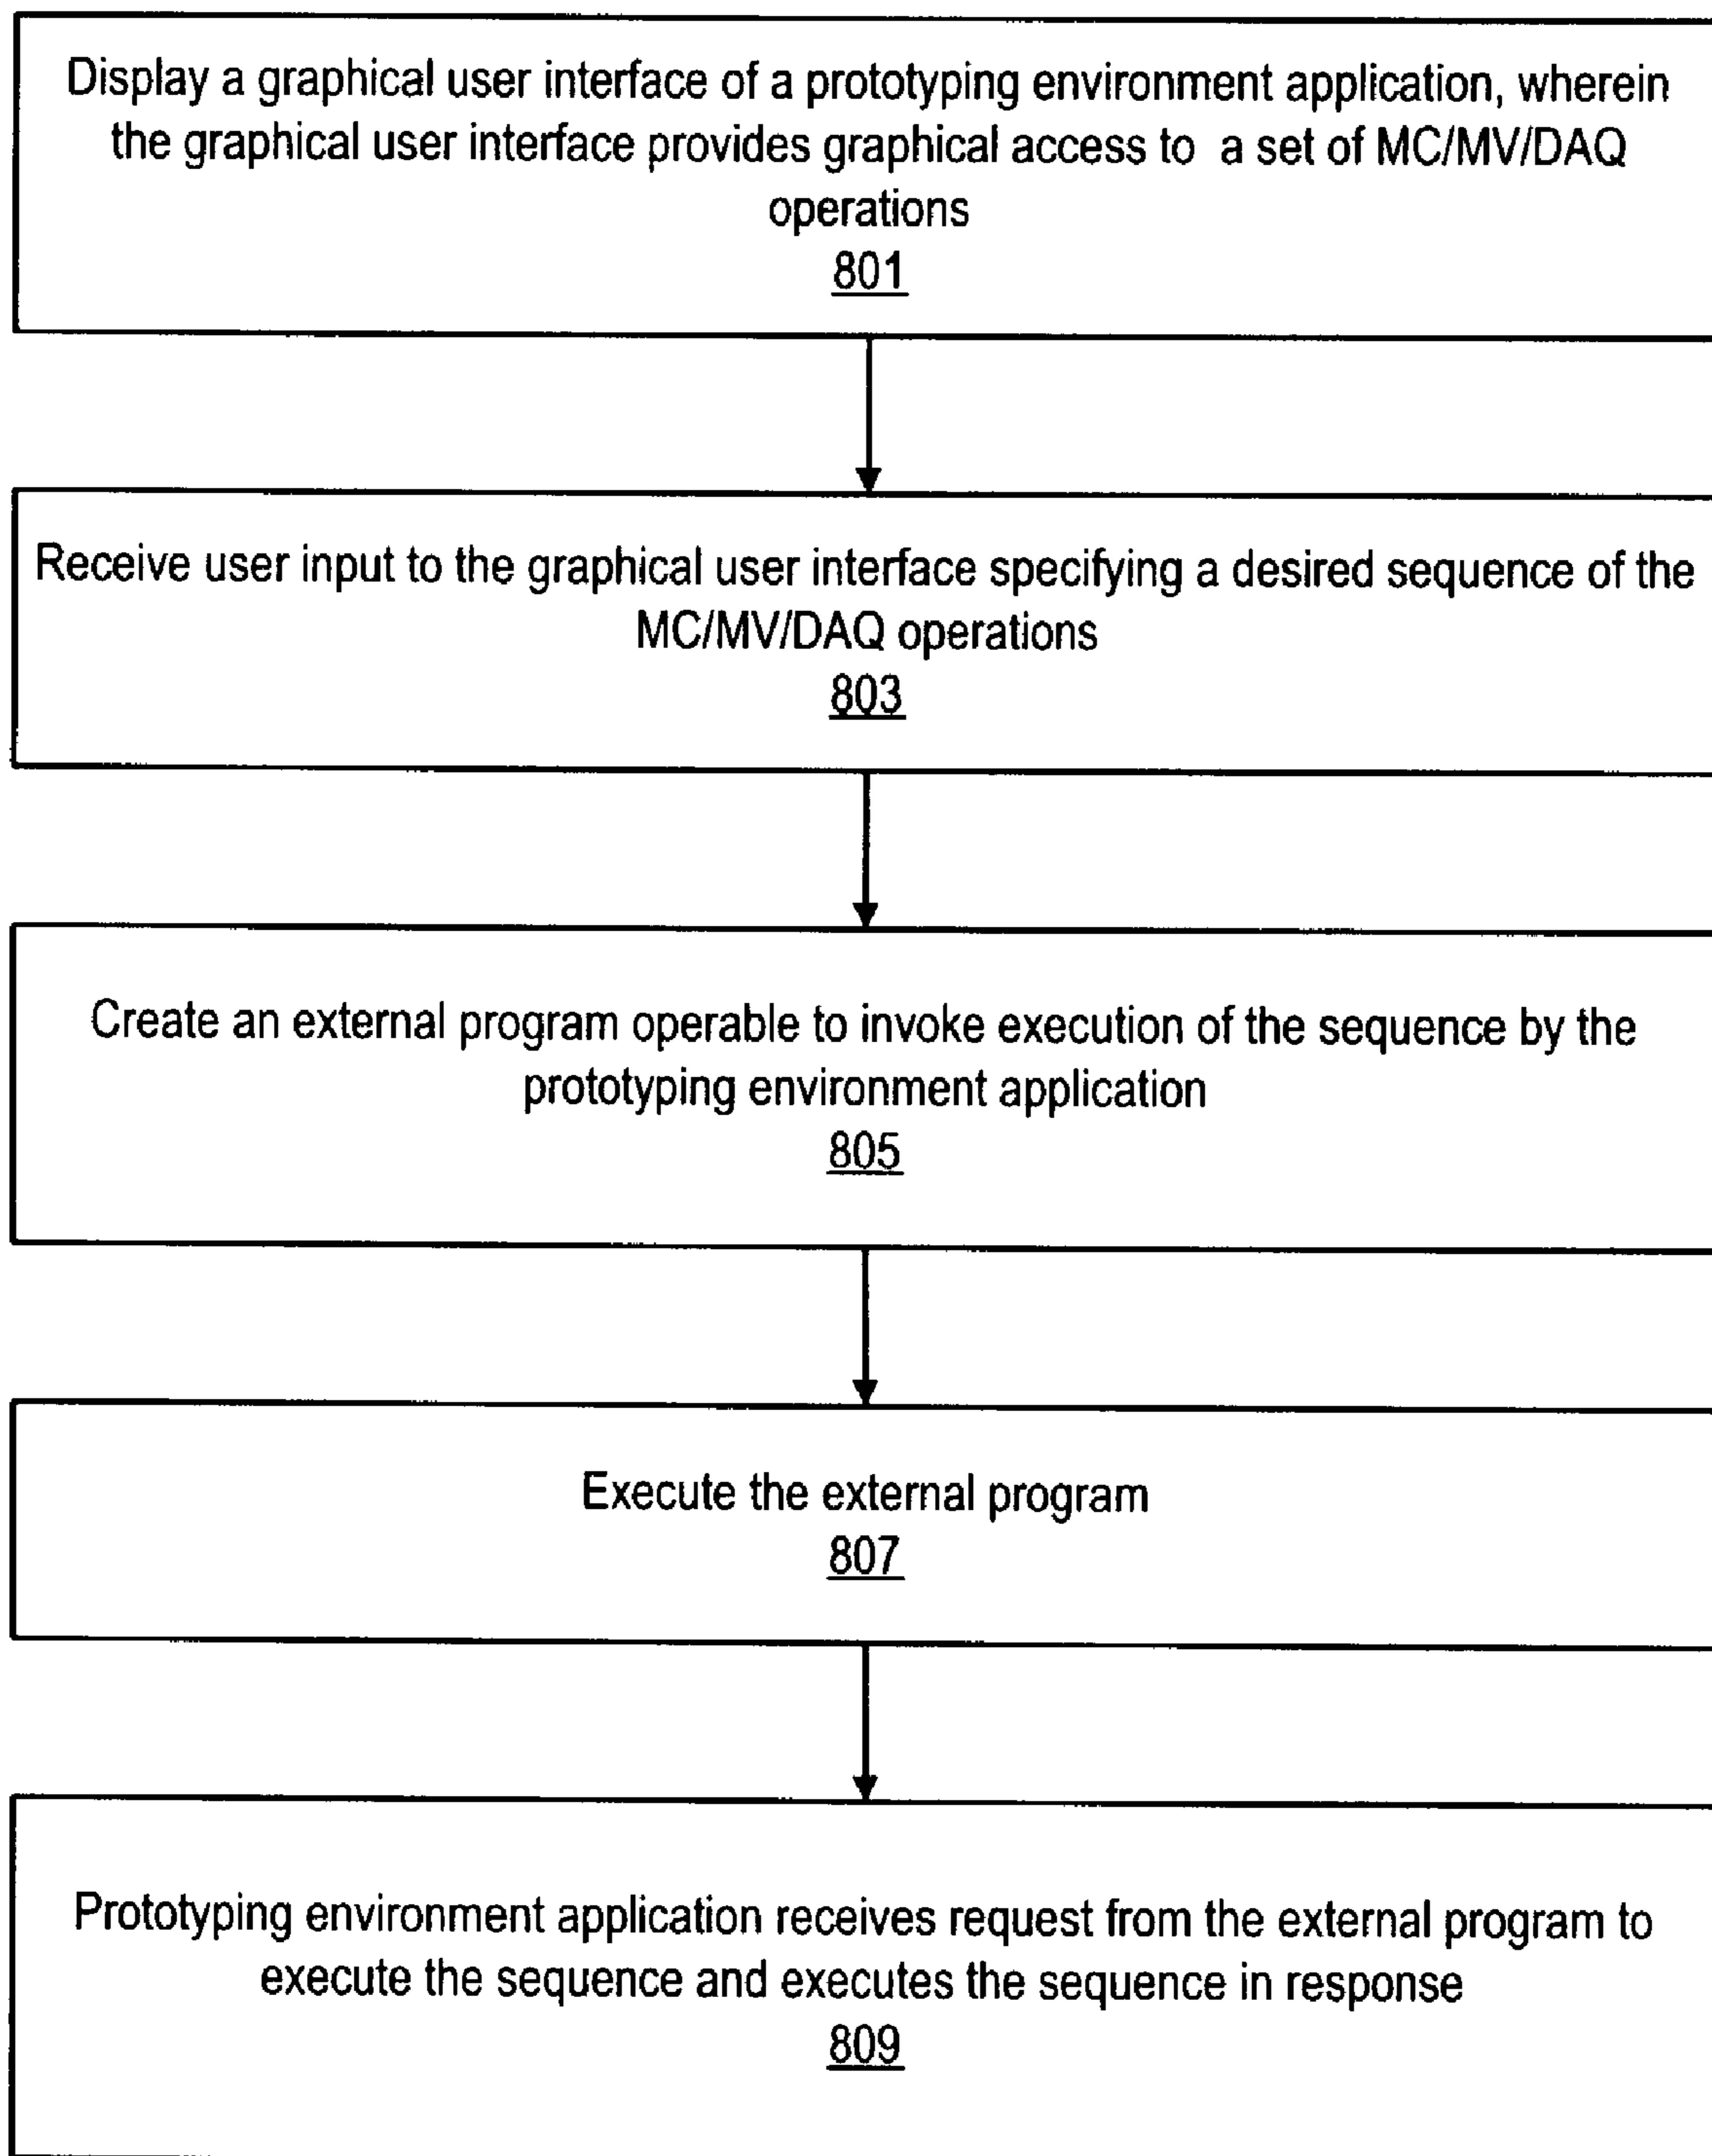 Display a graphical user interface of a prototyping environment application, wherein
the graphical user interface provides graphical access to a set of MC/MV/DAQ
operations
801
Receive user input to the graphical user interface specifying a desired sequence of the
MC/MV/DAQ operations
803
Create an external program operable to invoke execution of the sequence by the
prototyping environment application
805
Execute the external program
807
Prototyping environment application receives request from the external program to
execute the sequence and executes the sequence in response
809